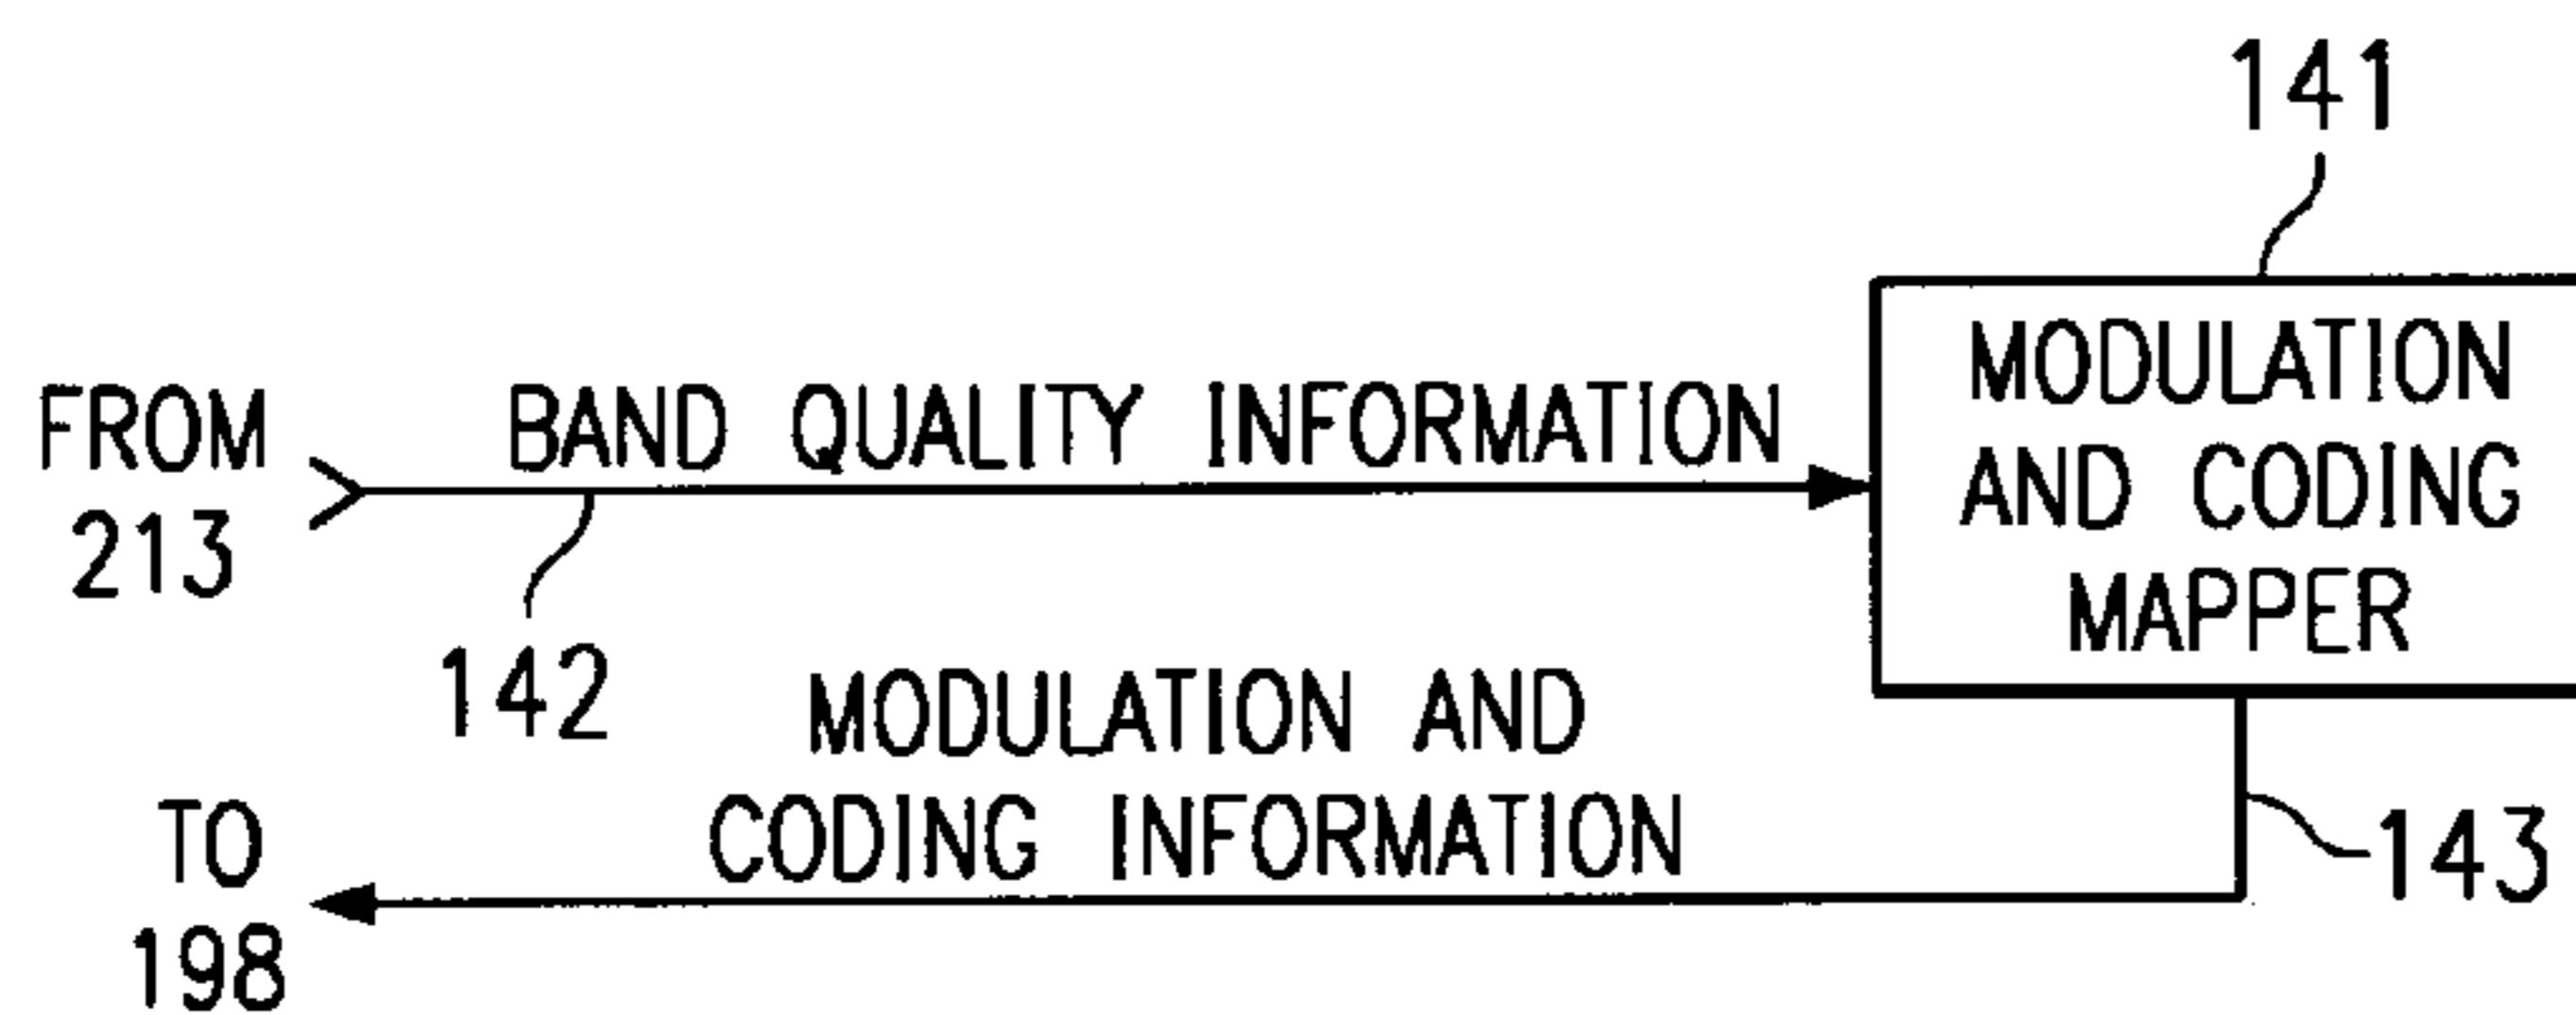 141
MODULATION
AND CODING
MAPPER
FROM
213
BAND QUALITY INFORMATION
142
MODULATION AND
CODING INFORMATION
143
TO
198